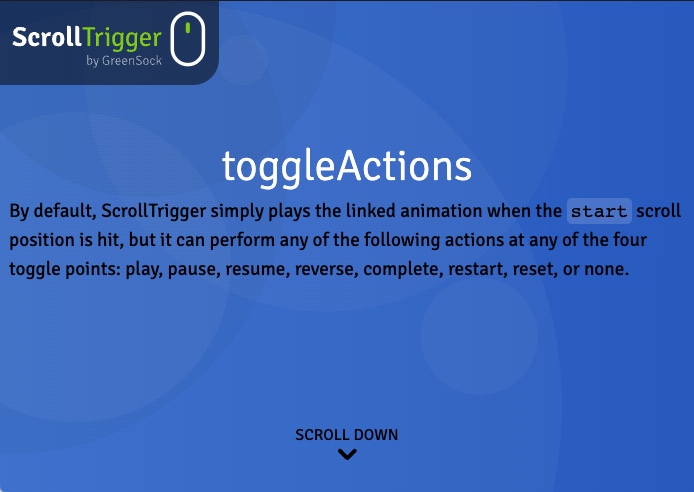 ScrollTrigger
by GreenSock
toggleActions
By default, ScrollTrigger simply plays the linked animation when the start scroll
position is hit, but it can perform any of the following actions at any of the four
toggle points: play, pause, resume, reverse, complete, restart, reset, or none.
SCROLL DOWN